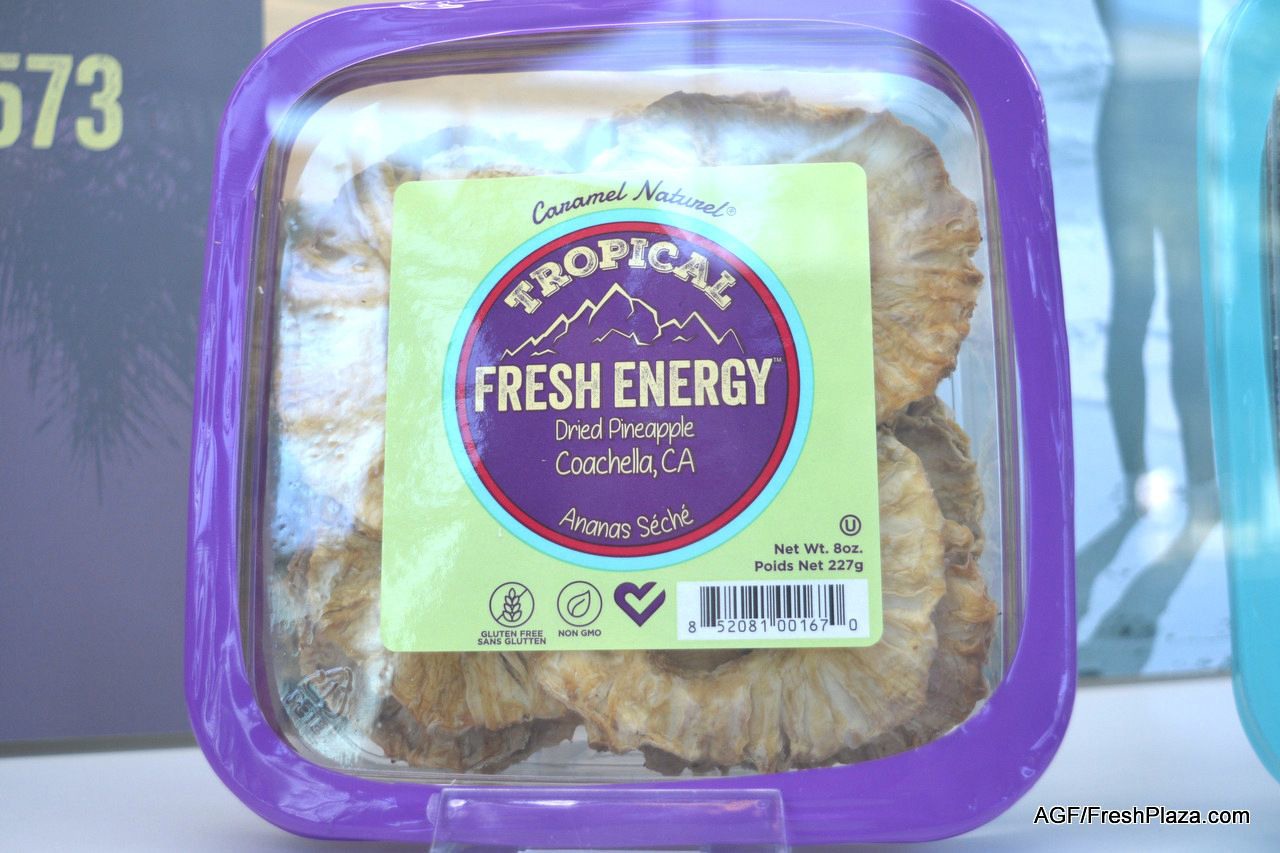 573
Caramel Naturel®
TROPICAL
FRESH ENERGY™
Dried Pineapple
Coachella, CA
Ananas Séché
U
Net Wt. 8oz.
Poids Net 227g
GLUTEN FREE
SANS GLUTTEN
NON GMO
8 52081 00167 0
AGF/FreshPlaza.com